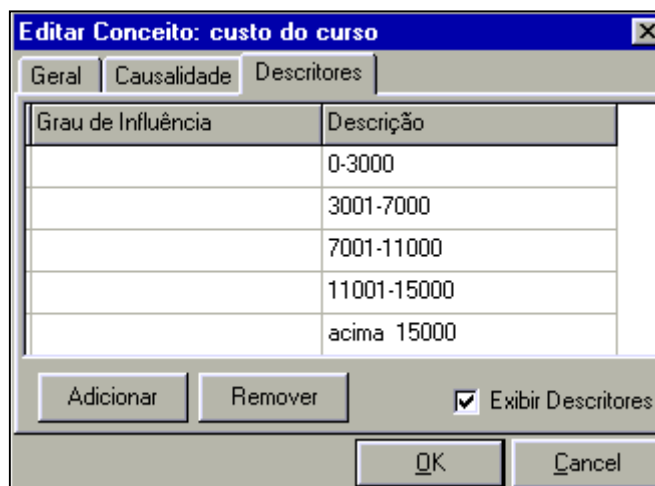 Editar Conceito: custo do curso
Geral Causalidade Descritores
Grau de Influência Descrição
0-3000
3001-7000
7001-11000
11001-15000
acima 15000
Adicionar Remover Exibir Descritores
OK Cancel